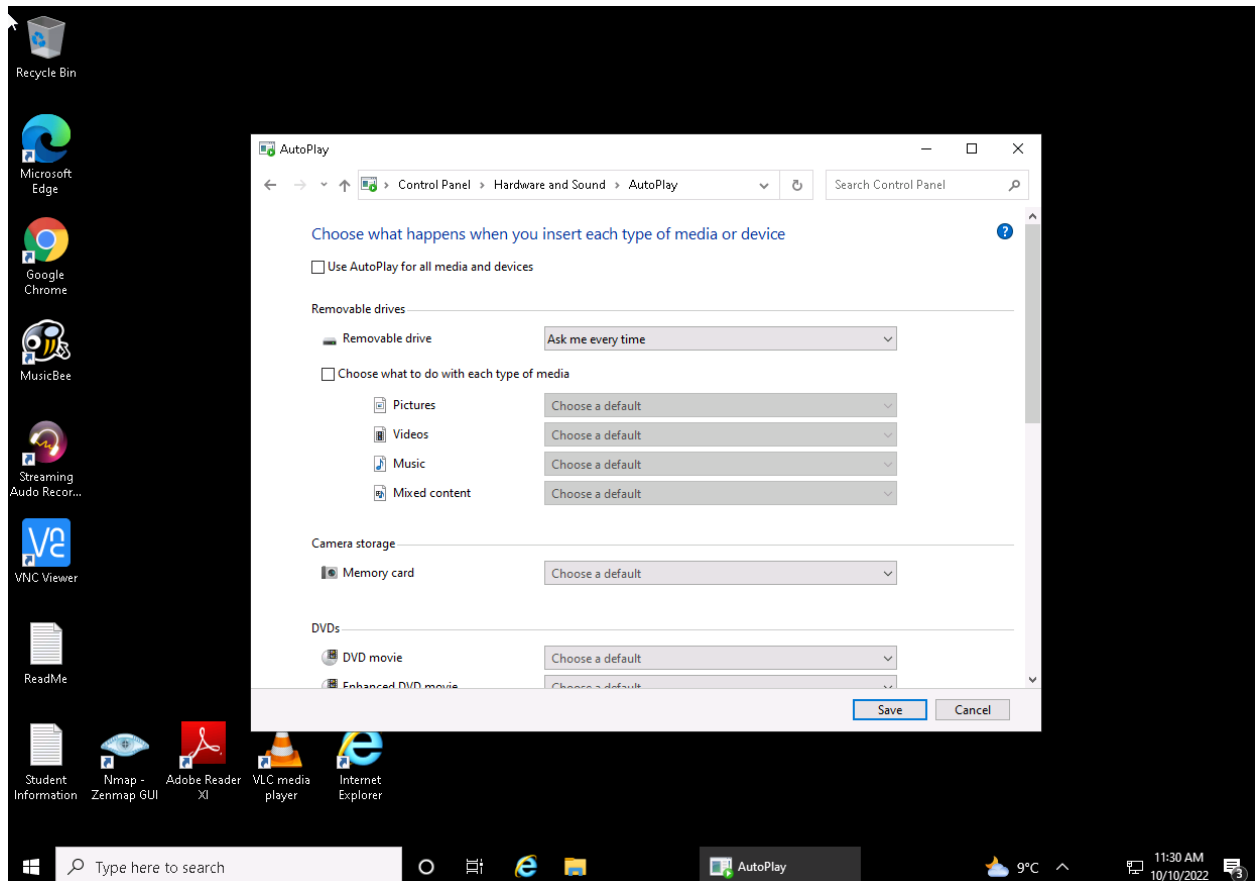 Recycle Bin
Microsoft
Edge
Google
Chrome
MusicBee
Streaming
Audo Recor...
VNC Viewer
ReadMe
Student
Information
Nmap -
Zenmap GUI
Adobe Reader
XI
VLC media
player
Internet
Explorer
AutoPlay
Control Panel > Hardware and Sound > AutoPlay
Search Control Panel
Choose what happens when you insert each type of media or device
Use AutoPlay for all media and devices
Removable drives
Removable drive Ask me every time
Choose what to do with each type of media
Pictures Choose a default
Videos Choose a default
Music Choose a default
Mixed content Choose a default
Camera storage
Memory card Choose a default
DVDs
DVD movie Choose a default
Enhanced DVD movie Choose a default
Save Cancel
Type here to search
AutoPlay
9°C
11:30 AM
10/10/2022
3